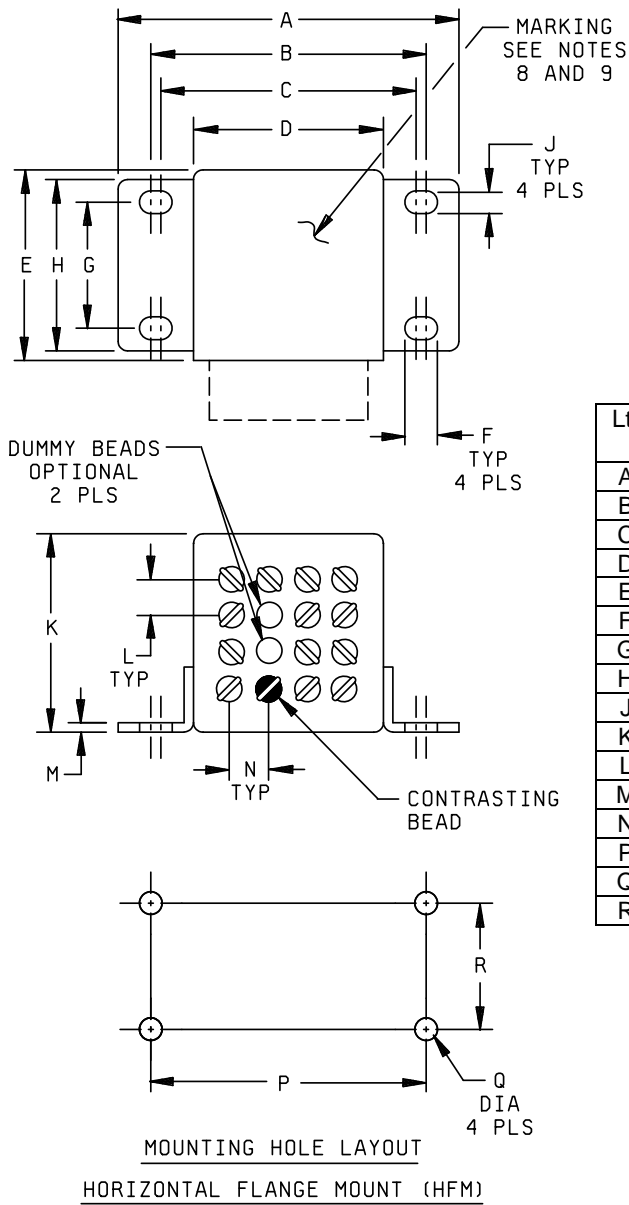 A
B
C
D
MARKING
SEE NOTES
8 AND 9
J
TYP
4 PLS
E
H
G
F
TYP
4 PLS
DUMMY BEADS
OPTIONAL
2 PLS
K
L
TYP
M
N
TYP
CONTRASTING
BEAD
R
P
Q
DIA
4 PLS
MOUNTING HOLE LAYOUT
HORIZONTAL FLANGE MOUNT (HFM)
A
B
C
D
E
F
G
H
J
K
L
M
N
P
Q
R